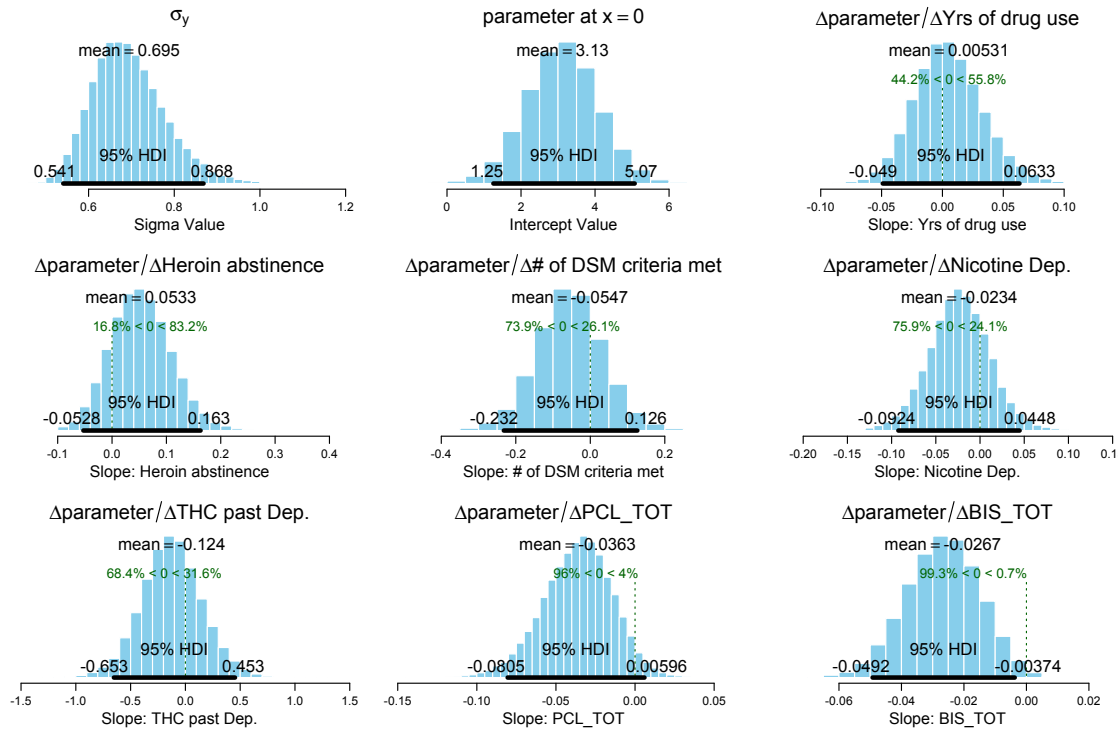 σy
mean = 0.695
95% HDI
0.541 0.868
0.6 0.8 1.0 1.2
Sigma Value
parameter at x = 0
mean = 3.13
95% HDI
1.25 5.07
0 2 4 6
Intercept Value
Δparameter/ΔYrs of drug use
mean = 0.00531
44.2% < 0 < 55.8%
95% HDI
-0.049 0.0633
-0.10 -0.05 0.00 0.05 0.10
Slope: Yrs of drug use
Δparameter/ΔHeroin abstinence
mean = 0.0533
16.8% < 0 < 83.2%
95% HDI
-0.0528 0.163
-0.1 0.0 0.1 0.2 0.3 0.4
Slope: Heroin abstinence
Δparameter/Δ# of DSM criteria met
mean = -0.0547
73.9% < 0 < 26.1%
95% HDI
-0.232 0.126
-0.4 -0.2 0.0 0.2
Slope: # of DSM criteria met
Δparameter/ΔNicotine Dep.
mean = -0.0234
75.9% < 0 < 24.1%
95% HDI
-0.0924 0.0448
-0.20 -0.15 -0.10 -0.05 0.00 0.05 0.10 0.1
Slope: Nicotine Dep.
Δparameter/ΔTHC past Dep.
mean = -0.124
68.4% < 0 < 31.6%
95% HDI
-0.653 0.453
-1.5 -1.0 -0.5 0.0 0.5 1.0 1.5
Slope: THC past Dep.
Δparameter/ΔPCL_TOT
mean = -0.0363
96% < 0 < 4%
95% HDI
-0.0805 0.00596
-0.15 -0.10 -0.05 0.00 0.05
Slope: PCL_TOT
Δparameter/ΔBIS_TOT
mean = -0.0267
99.3% < 0 < 0.7%
95% HDI
-0.0492 -0.00374
-0.06 -0.04 -0.02 0.00 0.02
Slope: BIS_TOT